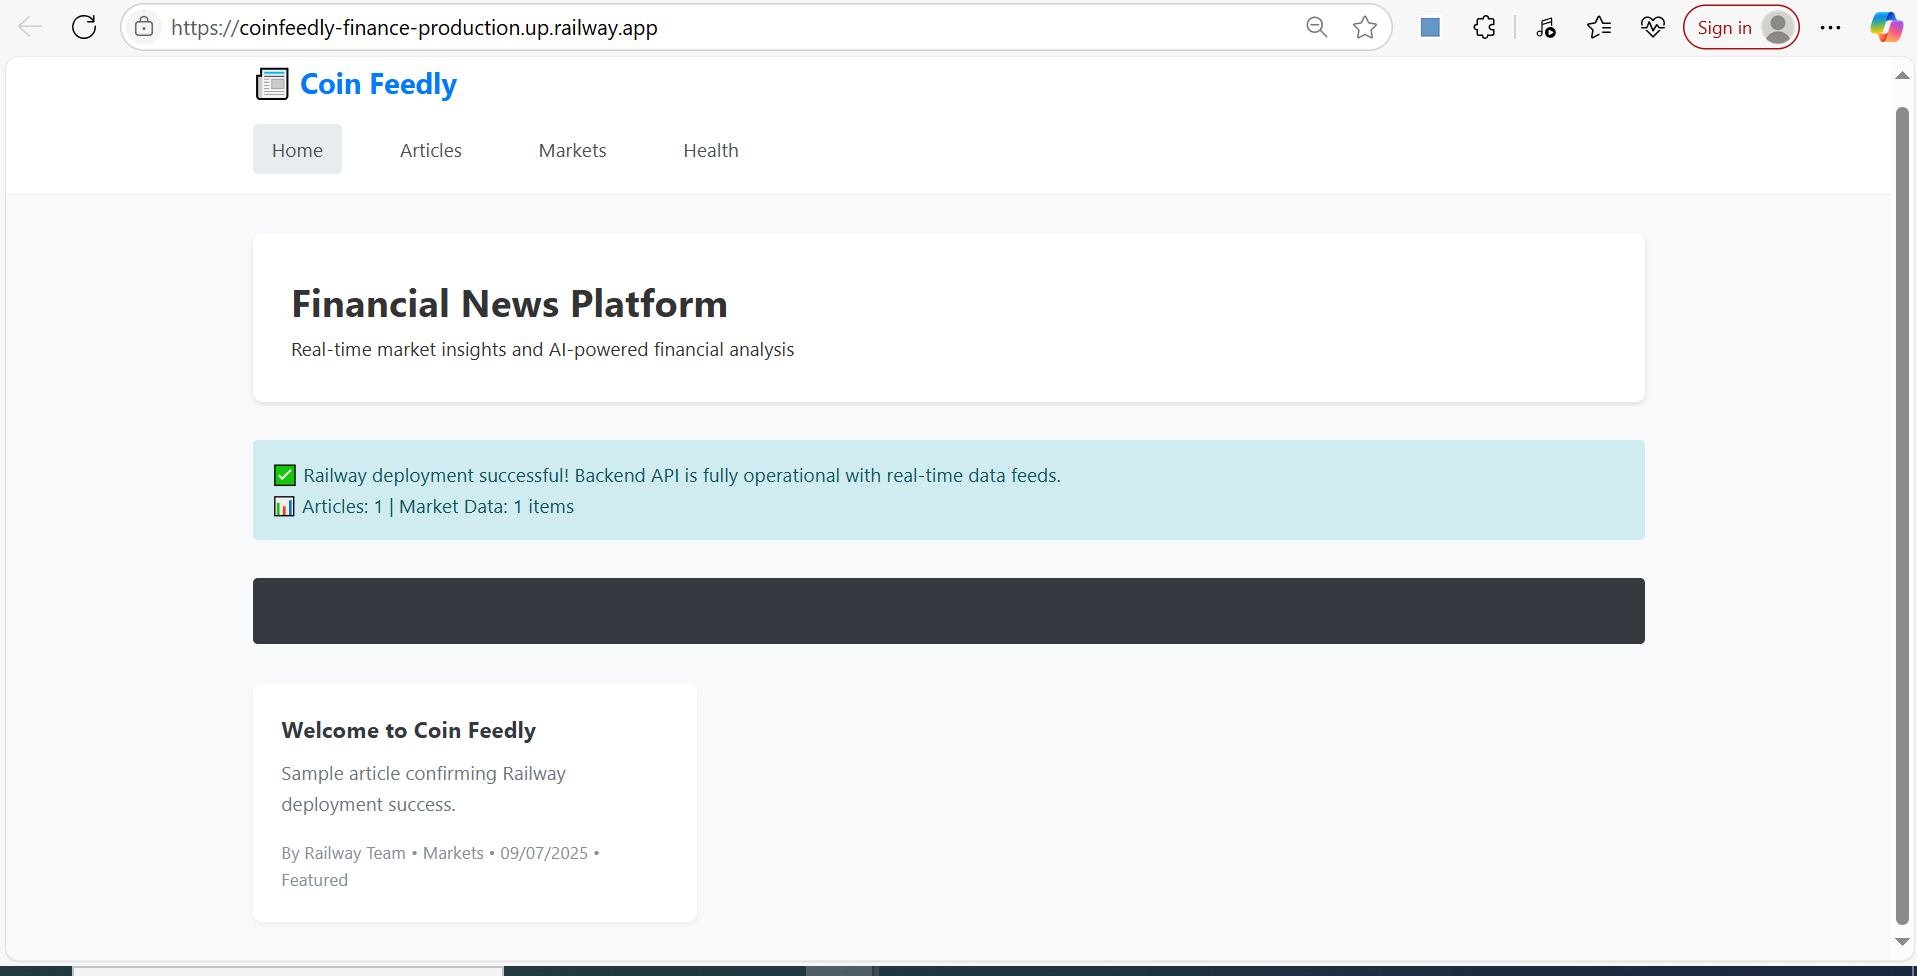 https://coinfeedly-finance-production.up.railway.app
Sign in
Coin Feedly
Home Articles Markets Health
Financial News Platform
Real-time market insights and AI-powered financial analysis
✅ Railway deployment successful! Backend API is fully operational with real-time data feeds.
📊 Articles: 1 | Market Data: 1 items
Welcome to Coin Feedly
Sample article confirming Railway
deployment success.
By Railway Team • Markets • 09/07/2025 •
Featured